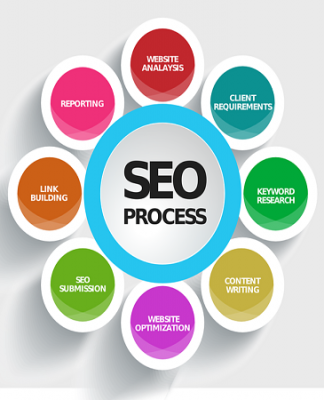 WEBSITE
ANALAYSIS
CLIENT
REQUIREMENTS
KEYWORD
RESEARCH
CONTENT
WRITING
WEBSITE
OPTIMIZATION
SEO
SUBMISSION
LINK
BUILDING
REPORTING
SEO
PROCESS